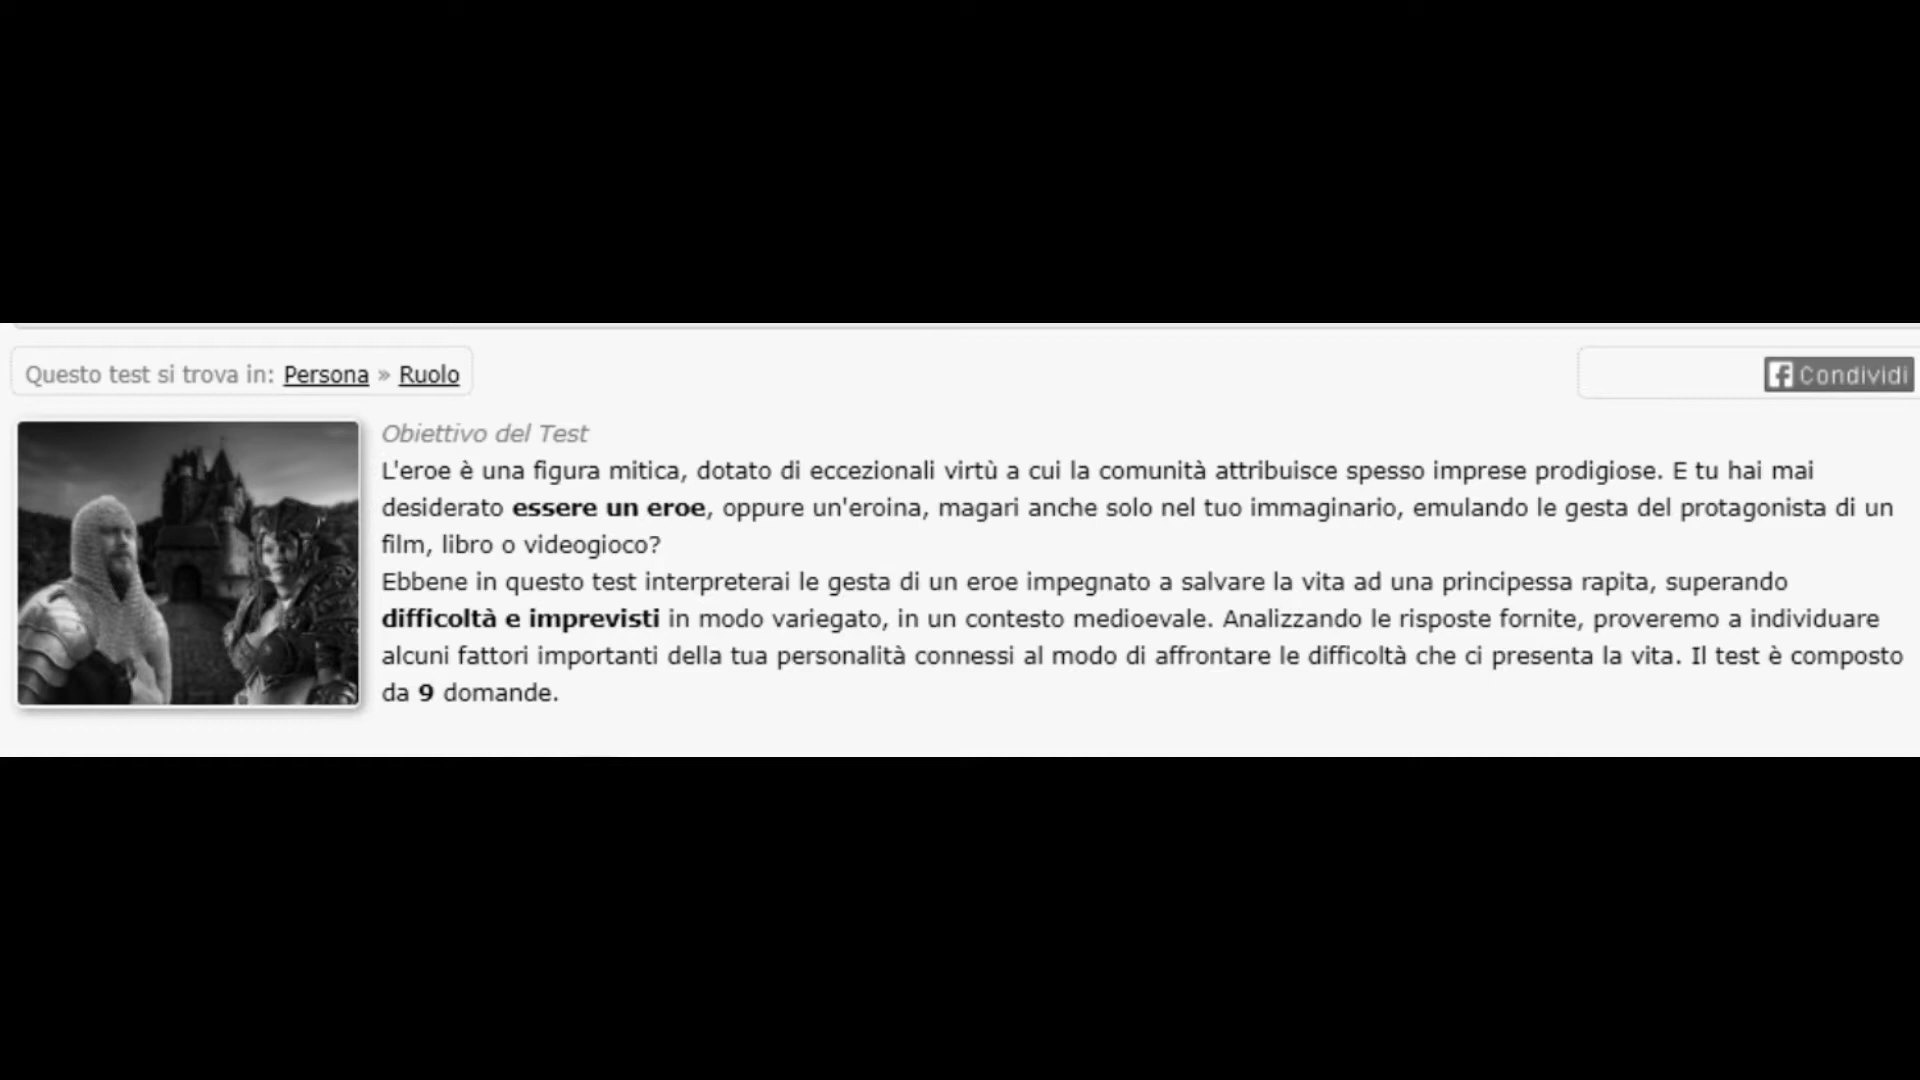 Questo test si trova in: Persona » Ruolo
Condividi
Obiettivo del Test
L'eroe è una figura mitica, dotato di eccezionali virtù a cui la comunità attribuisce spesso imprese prodigiose. E tu hai mai
desiderato essere un eroe, oppure un'eroina, magari anche solo nel tuo immaginario, emulando le gesta del protagonista di un
film, libro o videogioco?
Ebbene in questo test interpreterai le gesta di un eroe impegnato a salvare la vita ad una principessa rapita, superando
difficoltà e imprevisti in modo variegato, in un contesto medioevale. Analizzando le risposte fornite, proveremo a individuare
alcuni fattori importanti della tua personalità connessi al modo di affrontare le difficoltà che ci presenta la vita. Il test è composto
da 9 domande.